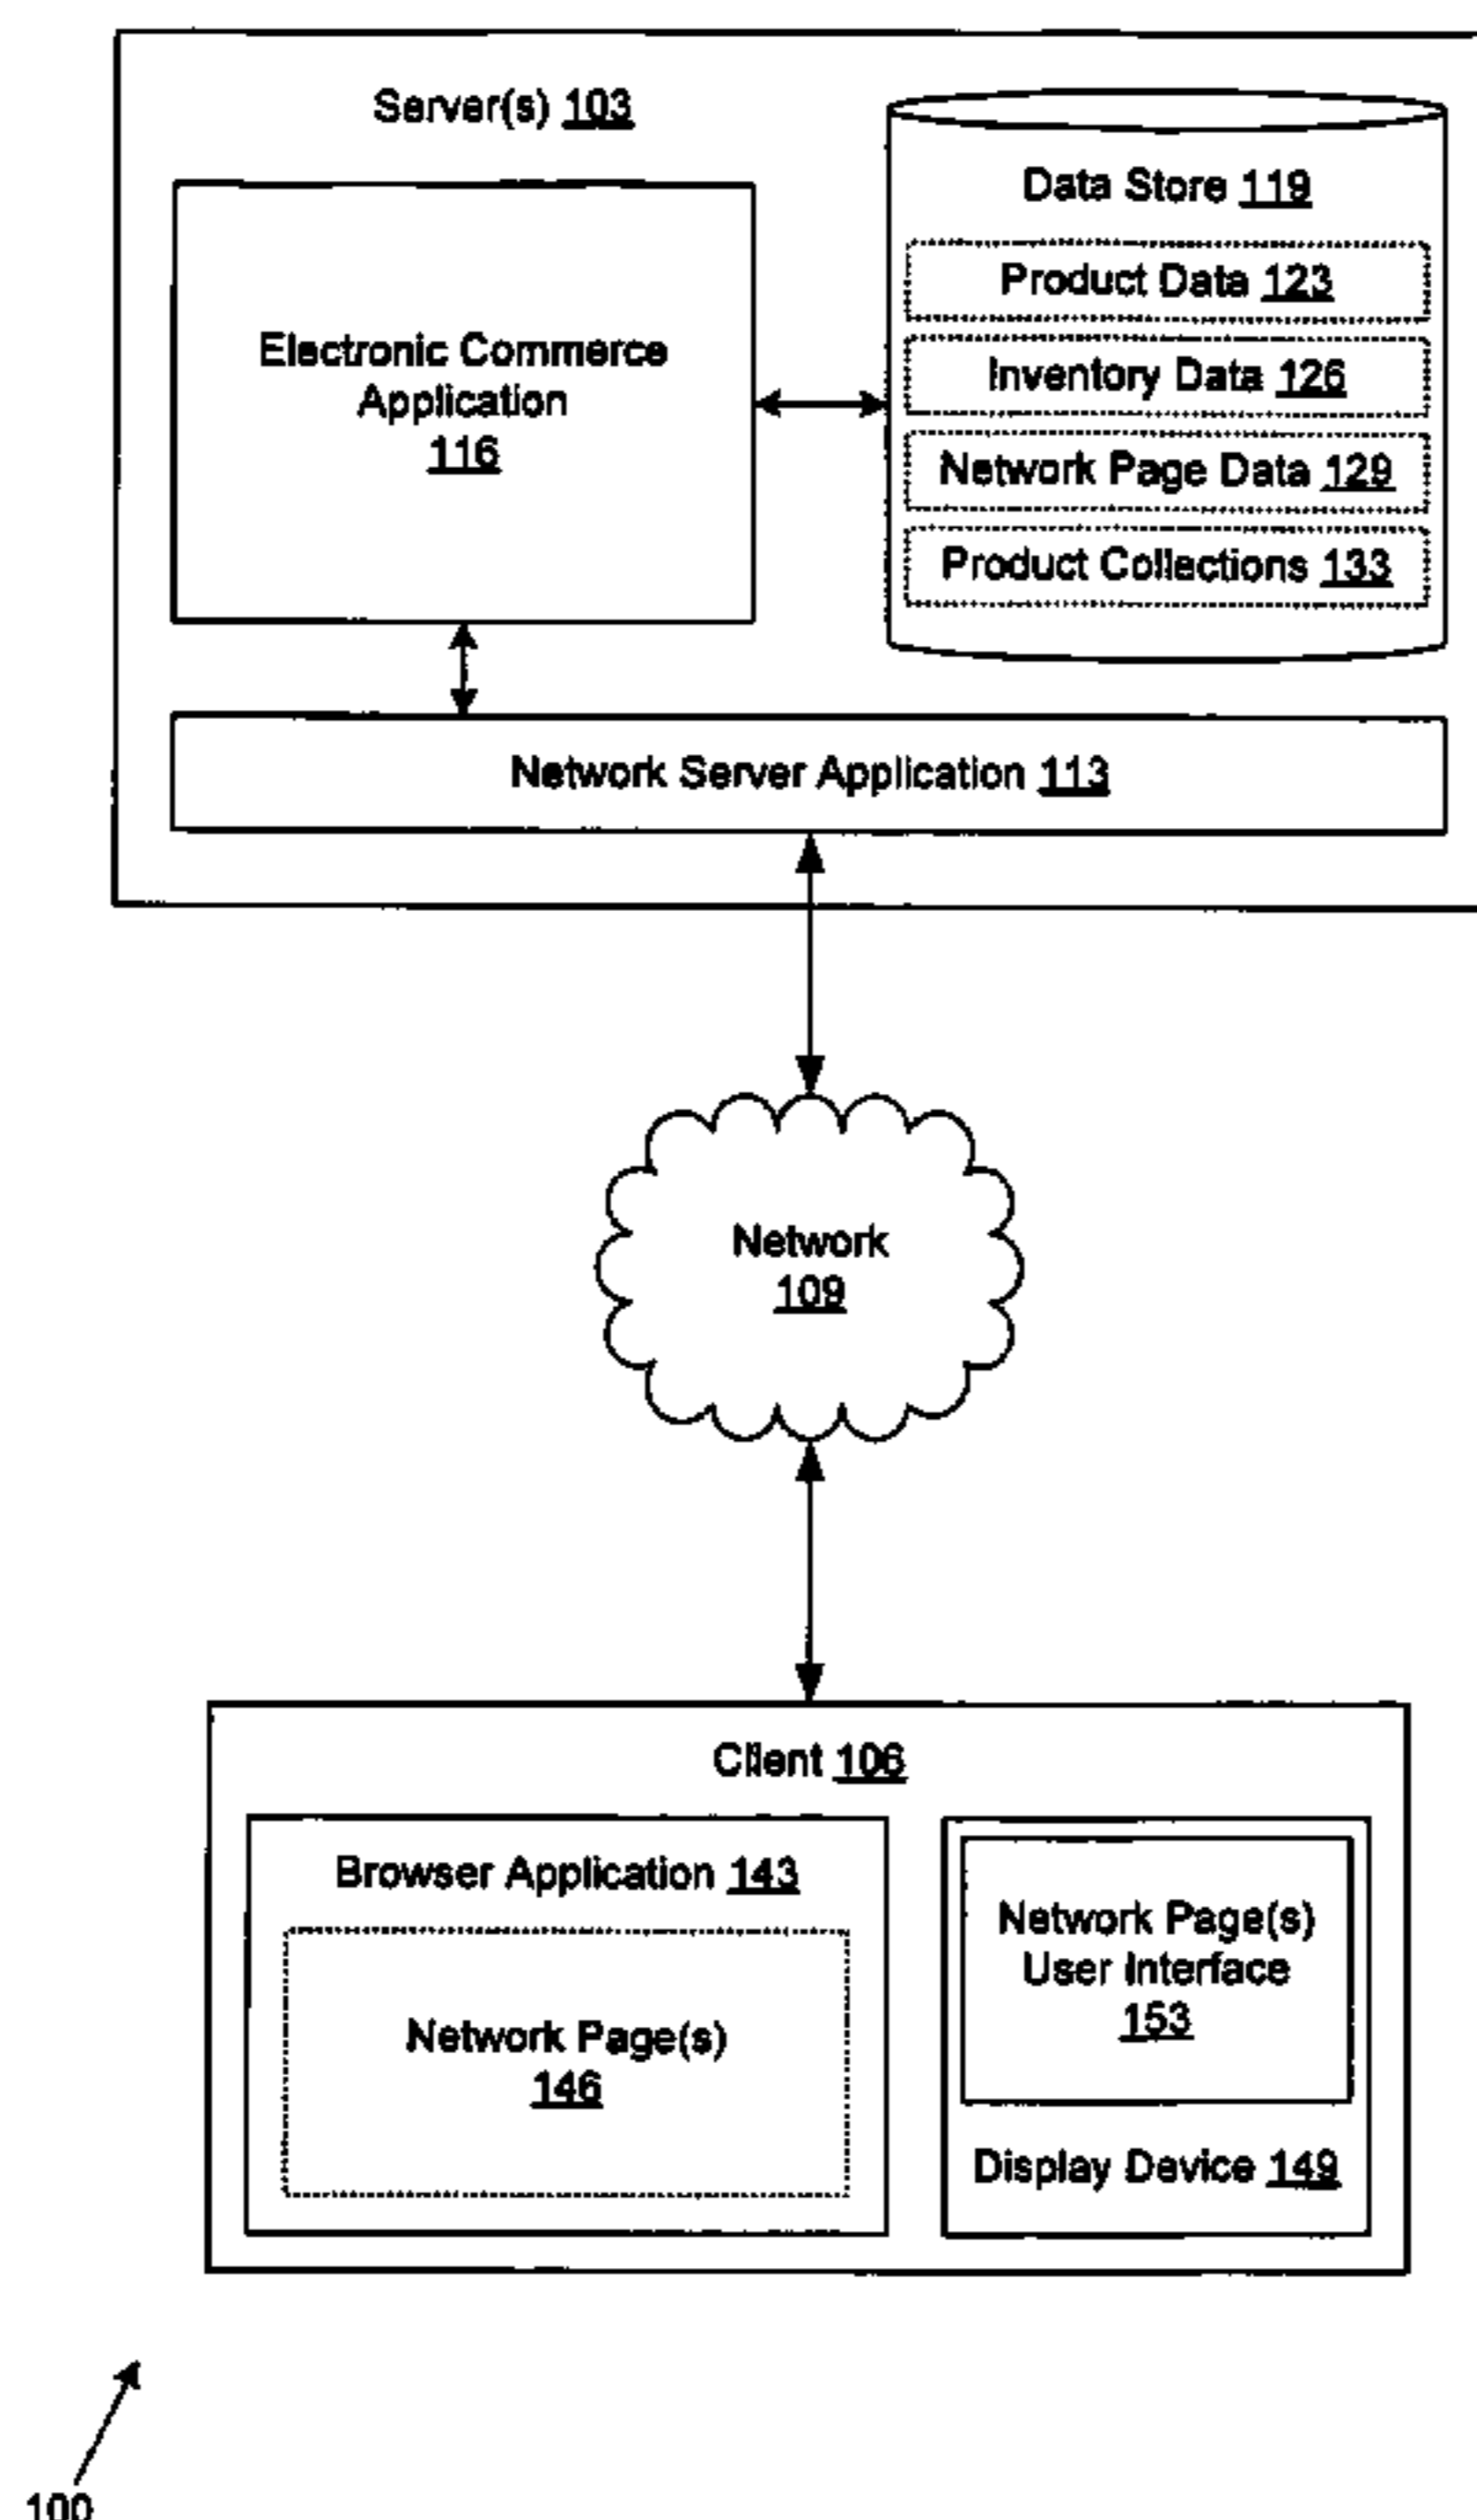 Server(s) 103
Data Store 119
Product Data 123
Inventory Data 126
Network Page Data 129
Product Collections 133
Electronic Commerce
Application
116
Network Server Application 113
Network
109
Client 106
Browser Application 143
Network Page(s)
146
Network Page(s)
User Interface
153
Display Device 149
100